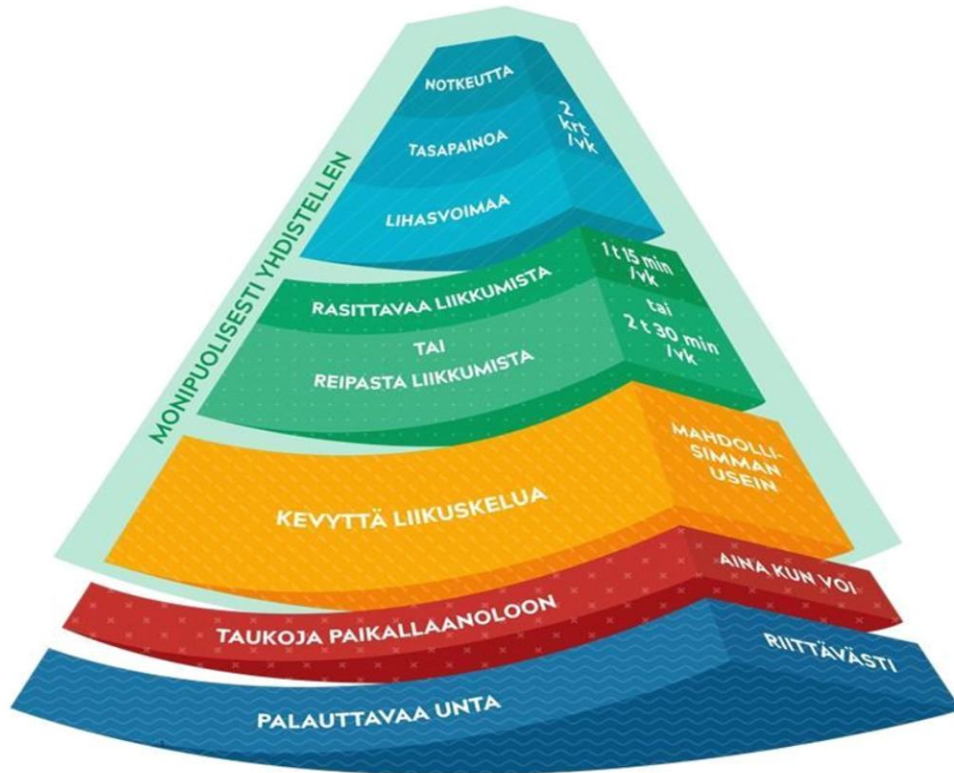 NOTKEUTTA
TASAPAINOA
LIHASVOIMAA
2
krt
/vk
MONIPUOLISESTI YHDISTELLEN
RASITTAVAA LIIKKUMISTA
1 t 15 min
/vk
TAI
REIPASTA LIIKKUMISTA
tai
2 t 30 min
/vk
KEVYTTÄ LIIKUSKELUA
MAHDOLLI-
SIMMAN
USEIN
TAUKOJA PAIKALLAANOLOON
AINA KUN VOI
PALAUTTAVAA UNTA
RIITTÄVÄSTI